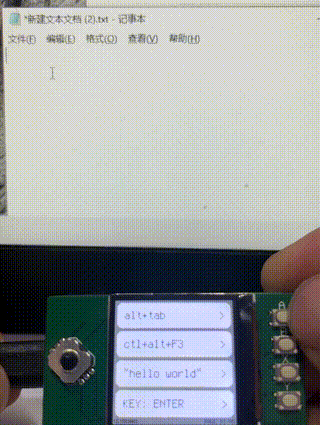 *新建文本文档 (2).txt - 记事本
文件(F) 编辑(E) 格式(O) 查看(V) 帮助(H)
alt+tab >
ctl+alt+F3 >
"hello world" >
KEY: ENTER >